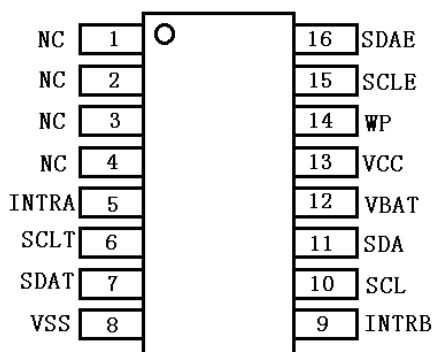 NC 1 16 SDAE
NC 2 15 SCLE
NC 3 14 WP
NC 4 13 VCC
INTRA 5 12 VBAT
SCLT 6 11 SDA
SDAT 7 10 SCL
VSS 8 9 INTRB